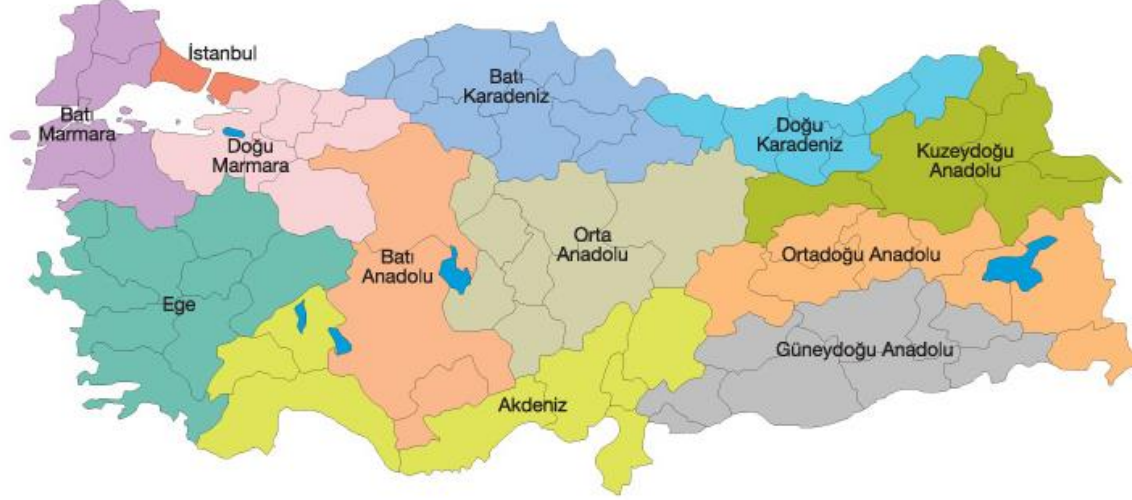 İstanbul
Batı
Marmara
Doğu
Marmara
Batı
Karadeniz
Doğu
Karadeniz
Kuzeydoğu
Anadolu
Ege
Batı
Anadolu
Orta
Anadolu
Ortadoğu Anadolu
Güneydoğu Anadolu
Akdeniz